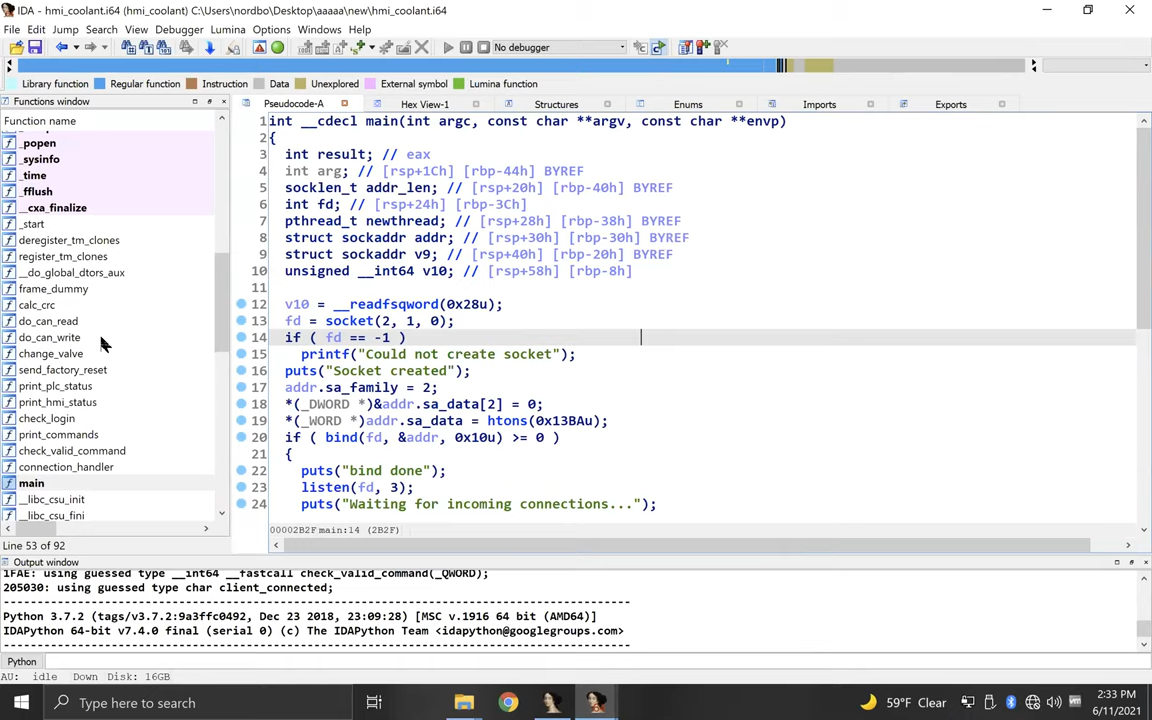 IDA - hmi_coolant.i64 (hmi_coolant) C:\Users\nordbo\Desktop\aaaaa\new\hmi_coolant.i64
File Edit Jump Search View Debugger Lumina Options Windows Help
No debugger
Library function Regular function Instruction Data Unexplored External symbol Lumina function
Functions window
Function name
_popen
_sysinfo
_time
_fflush
__cxa_finalize
_start
deregister_tm_clones
register_tm_clones
__do_global_dtors_aux
frame_dummy
calc_crc
do_can_read
do_can_write
change_valve
send_factory_reset
print_plc_status
print_hmi_status
check_login
print_commands
check_valid_command
connection_handler
main
__libc_csu_init
__libc_csu_fini
Line 53 of 92
Pseudocode-A Hex View-1 Structures Enums Imports Exports
1 int __cdecl main(int argc, const char **argv, const char **envp)
2 {
3 int result; // eax
4 int arg; // [rsp+1Ch] [rbp-44h] BYREF
5 socklen_t addr_len; // [rsp+20h] [rbp-40h] BYREF
6 int fd; // [rsp+24h] [rbp-3Ch]
7 pthread_t newthread; // [rsp+28h] [rbp-38h] BYREF
8 struct sockaddr addr; // [rsp+30h] [rbp-30h] BYREF
9 struct sockaddr v9; // [rsp+40h] [rbp-20h] BYREF
10 unsigned __int64 v10; // [rsp+58h] [rbp-8h]
11
12 v10 = __readfsqword(0x28u);
13 fd = socket(2, 1, 0);
14 if ( fd == -1 )
15 printf("Could not create socket");
16 puts("Socket created");
17 addr.sa_family = 2;
18 *(_DWORD *)&addr.sa_data[2] = 0;
19 *(_WORD *)addr.sa_data = htons(0x13BAu);
20 if ( bind(fd, &addr, 0x10u) >= 0 )
21 {
22 puts("bind done");
23 listen(fd, 3);
24 puts("Waiting for incoming connections...");
00002B2F main:14 (2B2F)
Output window
1FAE: using guessed type __int64 __fastcall check_valid_command(_QWORD);
205030: using guessed type char client_connected;
Python 3.7.2 (tags/v3.7.2:9a3ffc0492, Dec 23 2018, 23:09:28) [MSC v.1916 64 bit (AMD64)]
IDAPython 64-bit v7.4.0 final (serial 0) (c) The IDAPython Team <idapython@googlegroups.com>
Python
AU: idle Down Disk: 16GB
Type here to search
59°F Clear
2:33 PM
6/11/2021